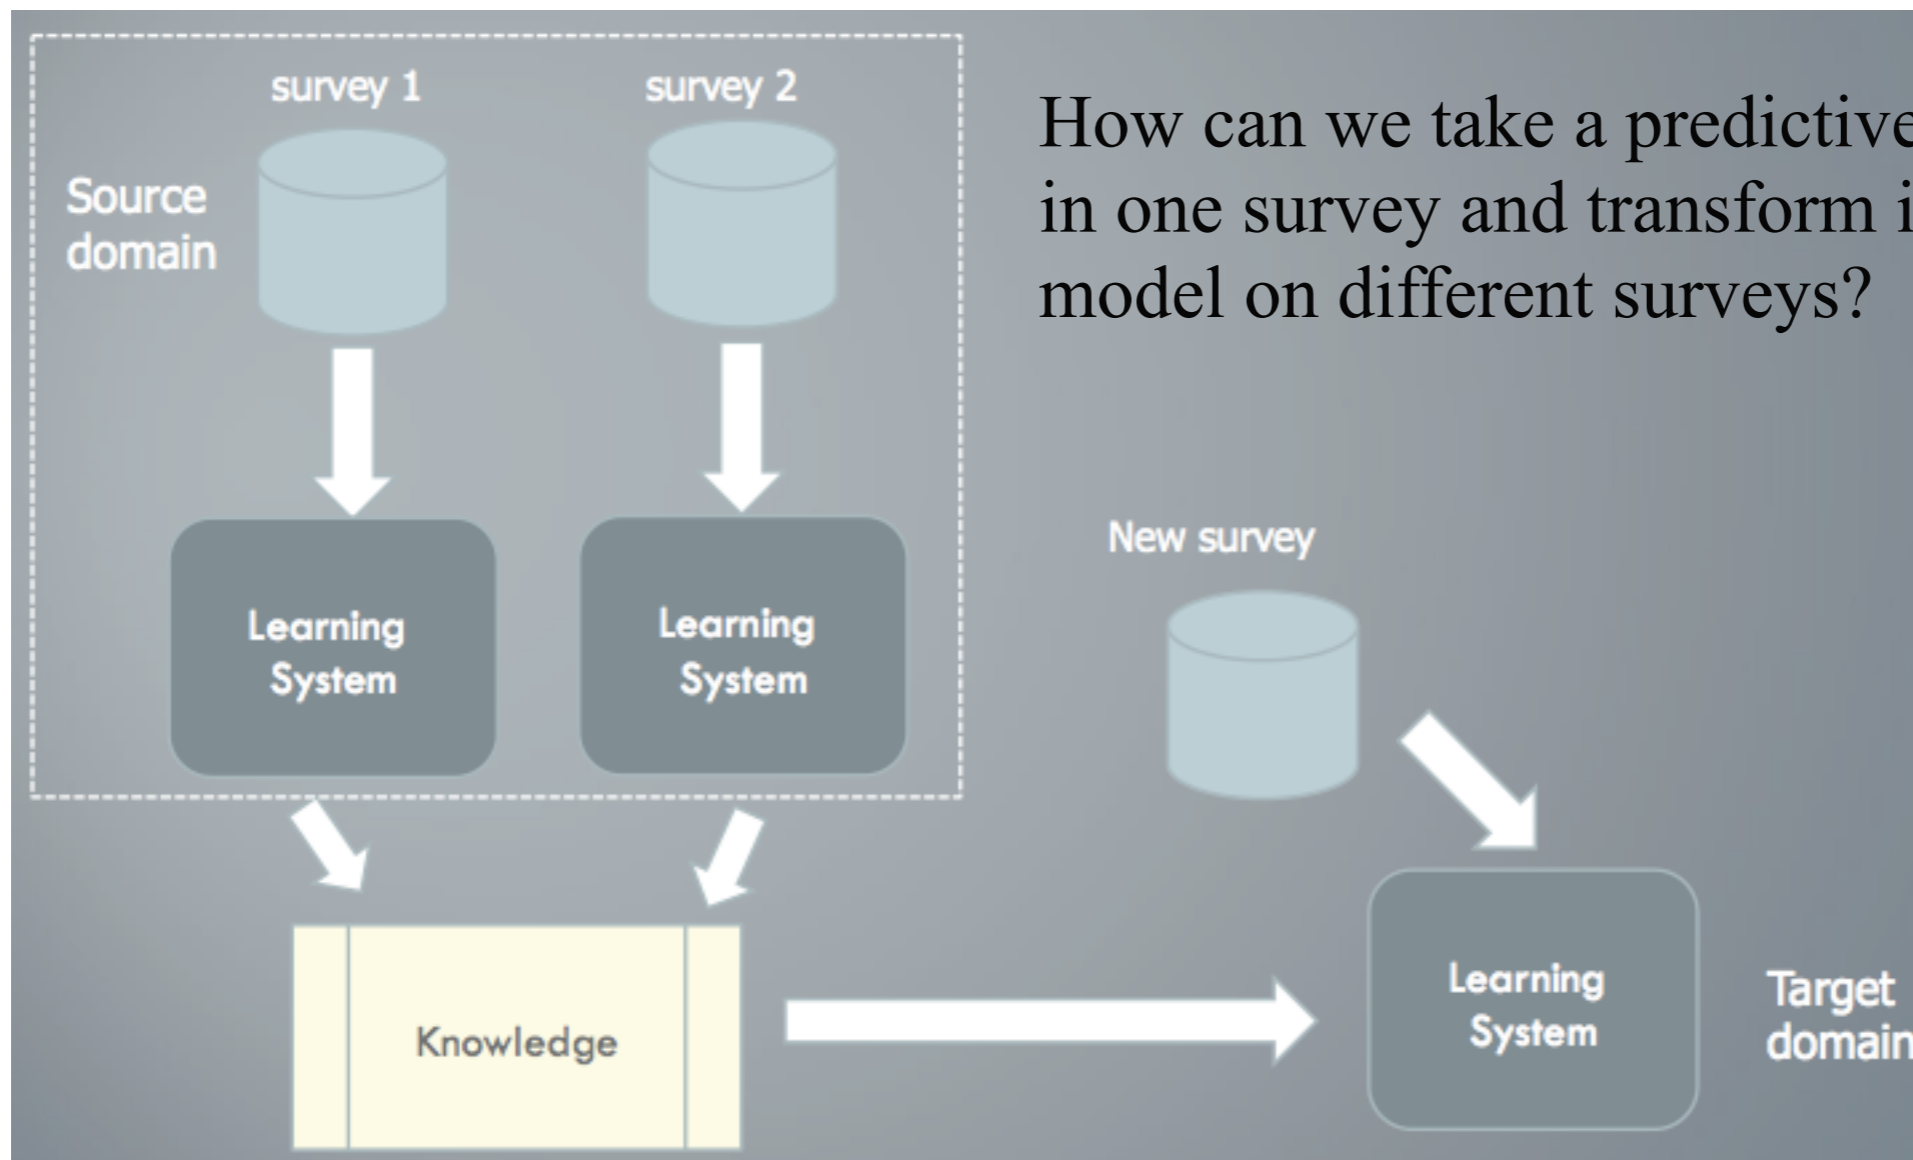 survey 1
survey 2
Source
domain
How can we take a predictive
in one survey and transform i
model on different surveys?
Learning
System
Learning
System
New survey
Knowledge
Learning
System
Target
domain